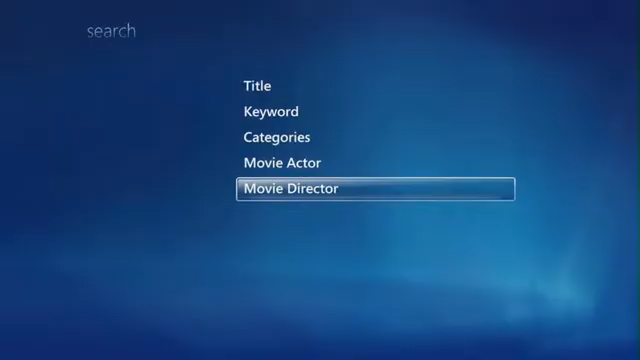 search
Title
Keyword
Categories
Movie Actor
Movie Director